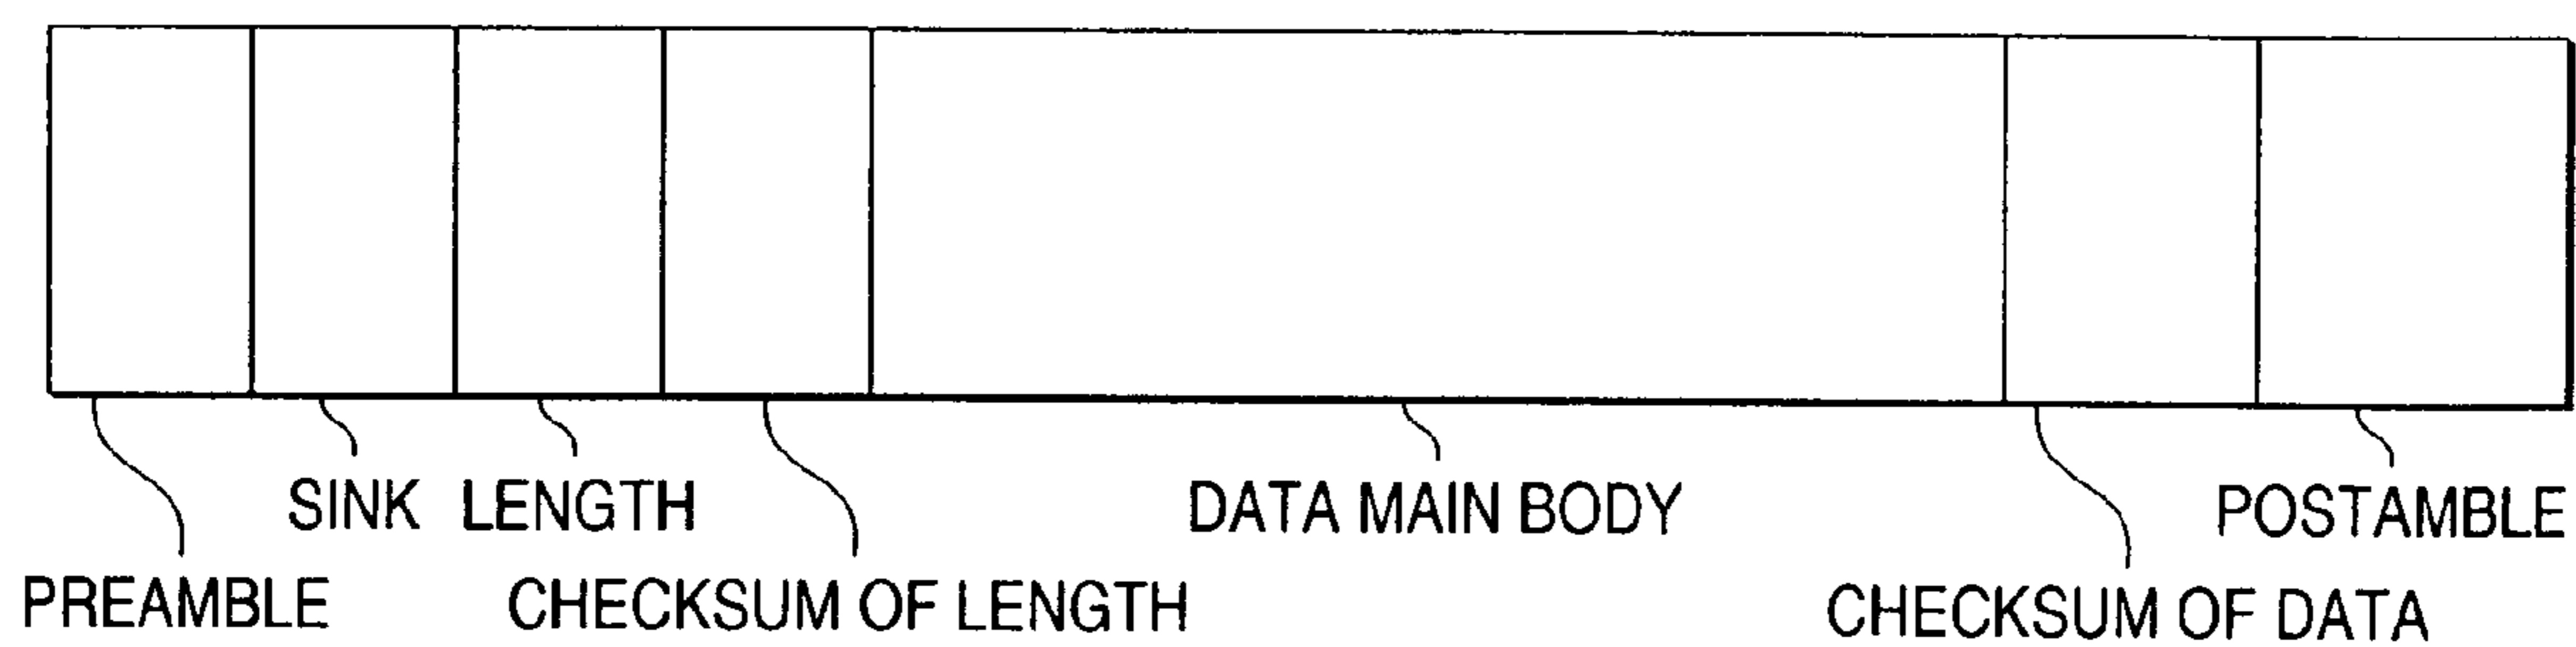 SINK LENGTH DATA MAIN BODY POSTAMBLE
PREAMBLE CHECKSUM OF LENGTH CHECKSUM OF DATA